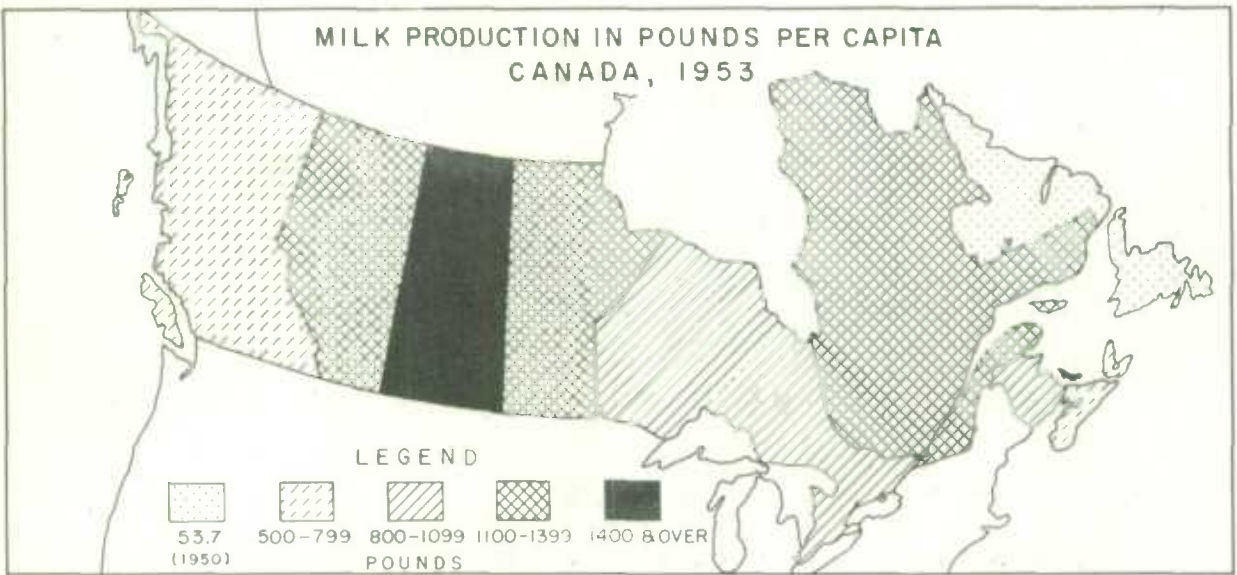 MILK PRODUCTION IN POUNDS PER CAPITA
CANADA, 1953
LEGEND
53.7 500-799 800-1099 1100-1399 1400 & OVER
(1950) POUNDS